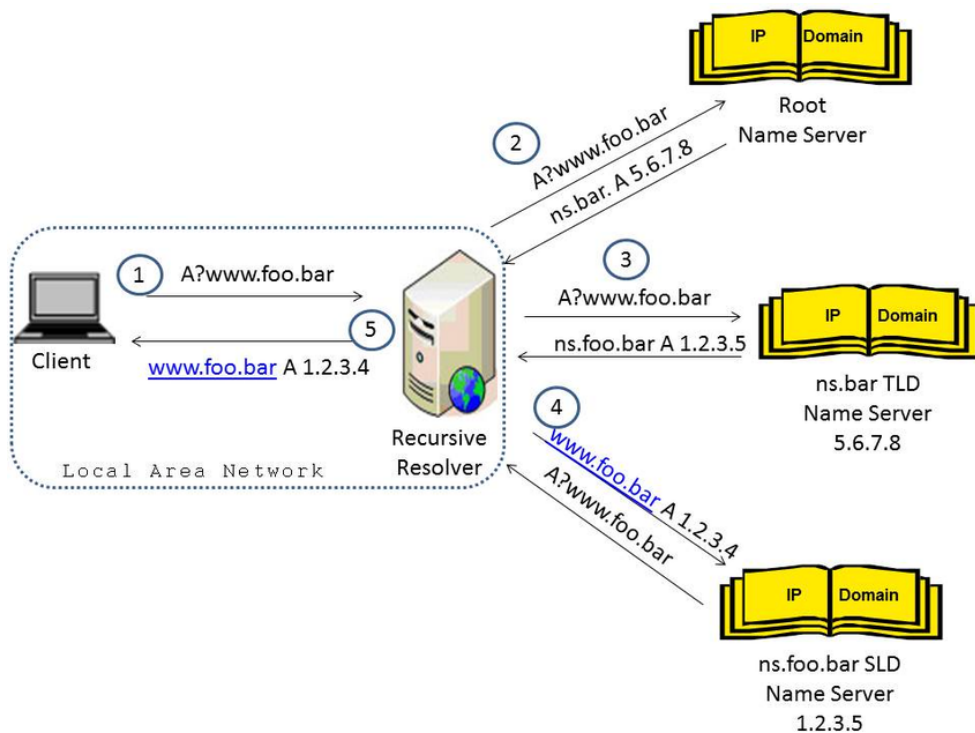 IP Domain
Root
Name Server
2
A?www.foo.bar
ns.bar. A 5.6.7.8
1
A?www.foo.bar
5
www.foo.bar A 1.2.3.4
Client
Recursive
Resolver
Local Area Network
3
A?www.foo.bar
ns.foo.bar A 1.2.3.5
IP Domain
ns.bar TLD
Name Server
5.6.7.8
4
www.foo.bar A 1.2.3.4
A?www.foo.bar
IP Domain
ns.foo.bar SLD
Name Server
1.2.3.5